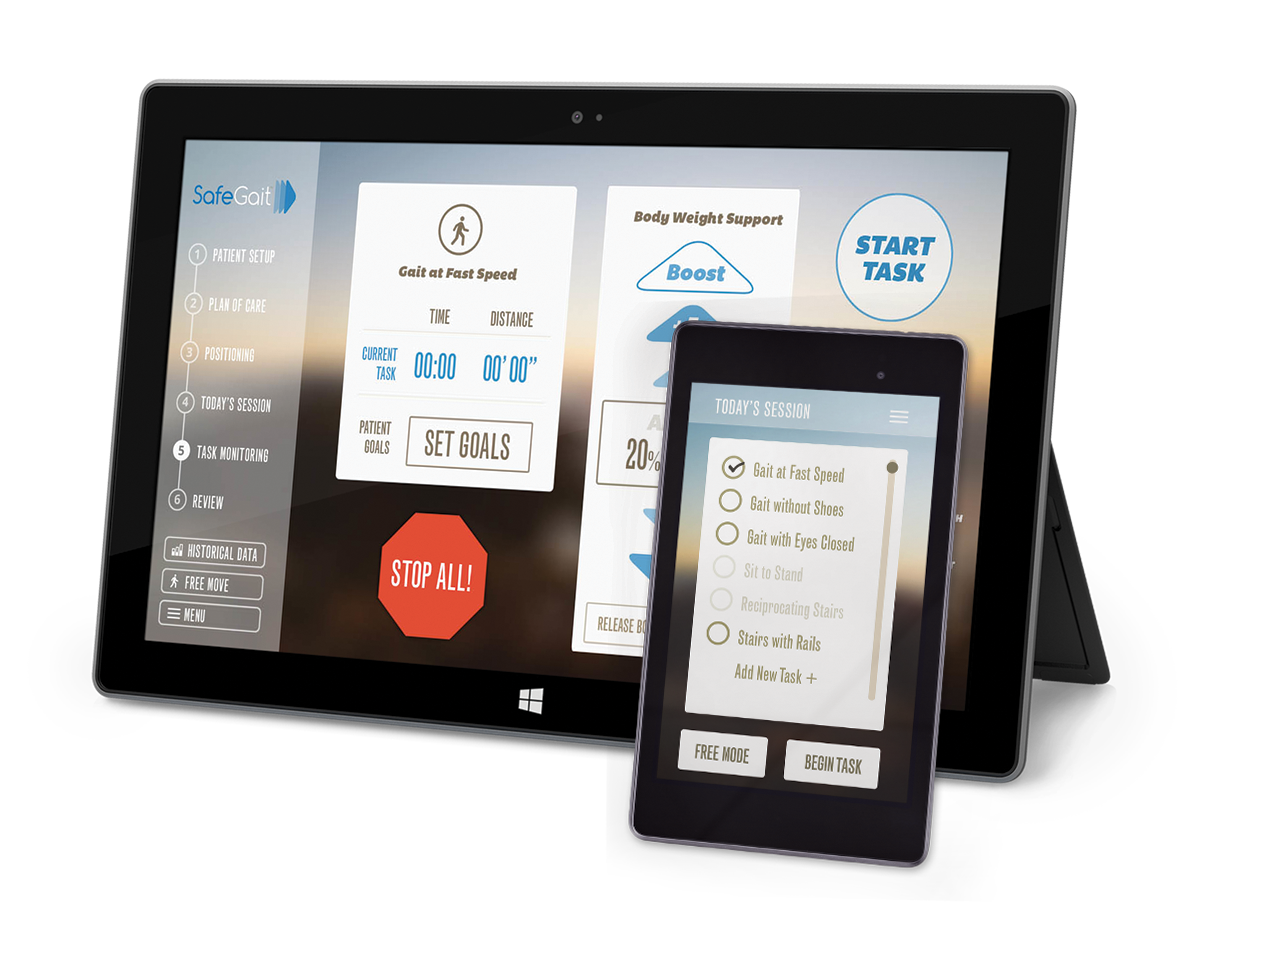 SafeGait
1 PATIENT SETUP
2 PLAN OF CARE
3 POSITIONING
4 TODAY'S SESSION
5 TASK MONITORING
6 REVIEW
HISTORICAL DATA
FREE MOVE
MENU
Gait at Fast Speed
TIME DISTANCE
CURRENT
TASK
00:00 00' 00"
PATIENT
GOALS
SET GOALS
STOP ALL!
Body Weight Support
Boost
20%
RELEASE
START
TASK
TODAY'S SESSION
Gait at Fast Speed
Gait without Shoes
Gait with Eyes Closed
Sit to Stand
Reciprocating Stairs
Stairs with Rails
Add New Task +
FREE MODE
BEGIN TASK